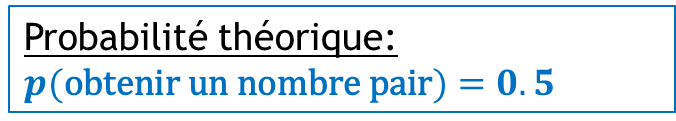 Probabilité théorique:
p(obtenir un nombre pair) = 0.5